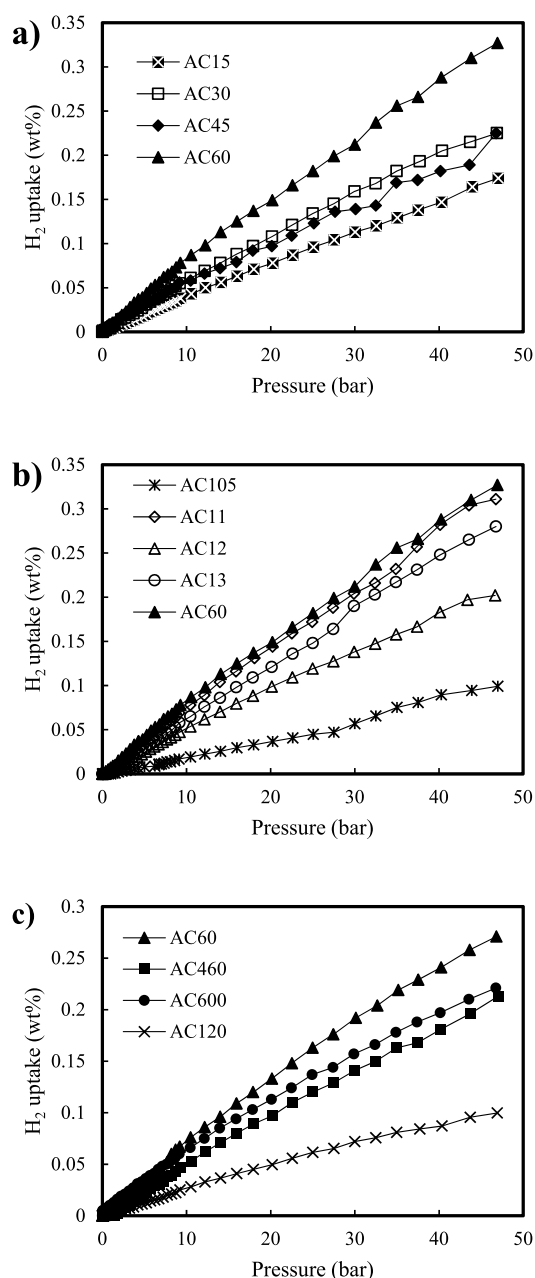 a)
0.35
0.3
0.25
0.2
0.15
0.1
0.05
0
H₂ uptake (wt%)
AC15
AC30
AC45
AC60
0 10 20 30 40 50
Pressure (bar)
b)
0.35
0.3
0.25
0.2
0.15
0.1
0.05
0
H₂ uptake (wt%)
AC105
AC11
AC12
AC13
AC60
0 10 20 30 40 50
Pressure (bar)
c)
0.3
0.25
0.2
0.15
0.1
0.05
0
H₂ uptake (wt%)
AC60
AC460
AC600
AC120
0 10 20 30 40 50
Pressure (bar)